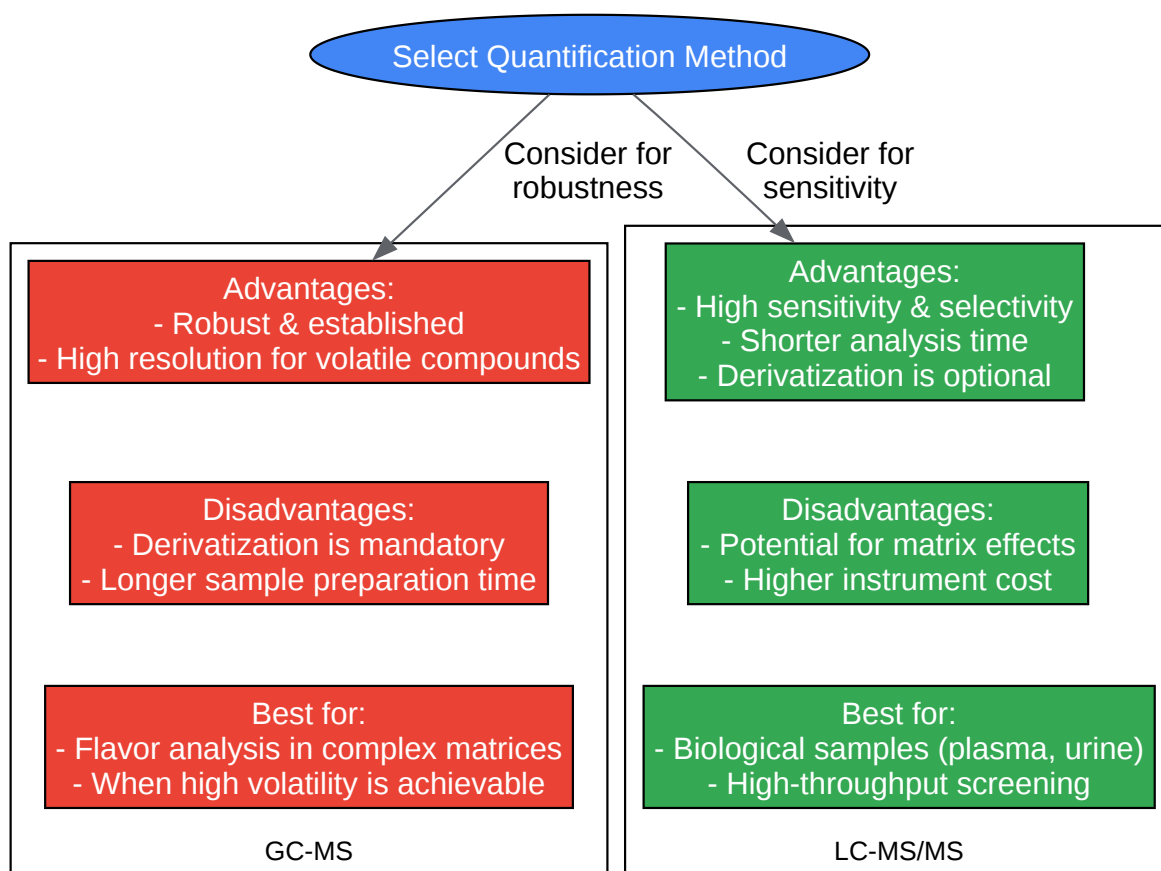 Select Quantification Method
Consider for
robustness
Consider for
sensitivity
Advantages:
- Robust & established
- High resolution for volatile compounds
Disadvantages:
- Derivatization is mandatory
- Longer sample preparation time
Best for:
- Flavor analysis in complex matrices
- When high volatility is achievable
GC-MS
Advantages:
- High sensitivity & selectivity
- Shorter analysis time
- Derivatization is optional
Disadvantages:
- Potential for matrix effects
- Higher instrument cost
Best for:
- Biological samples (plasma, urine)
- High-throughput screening
LC-MS/MS